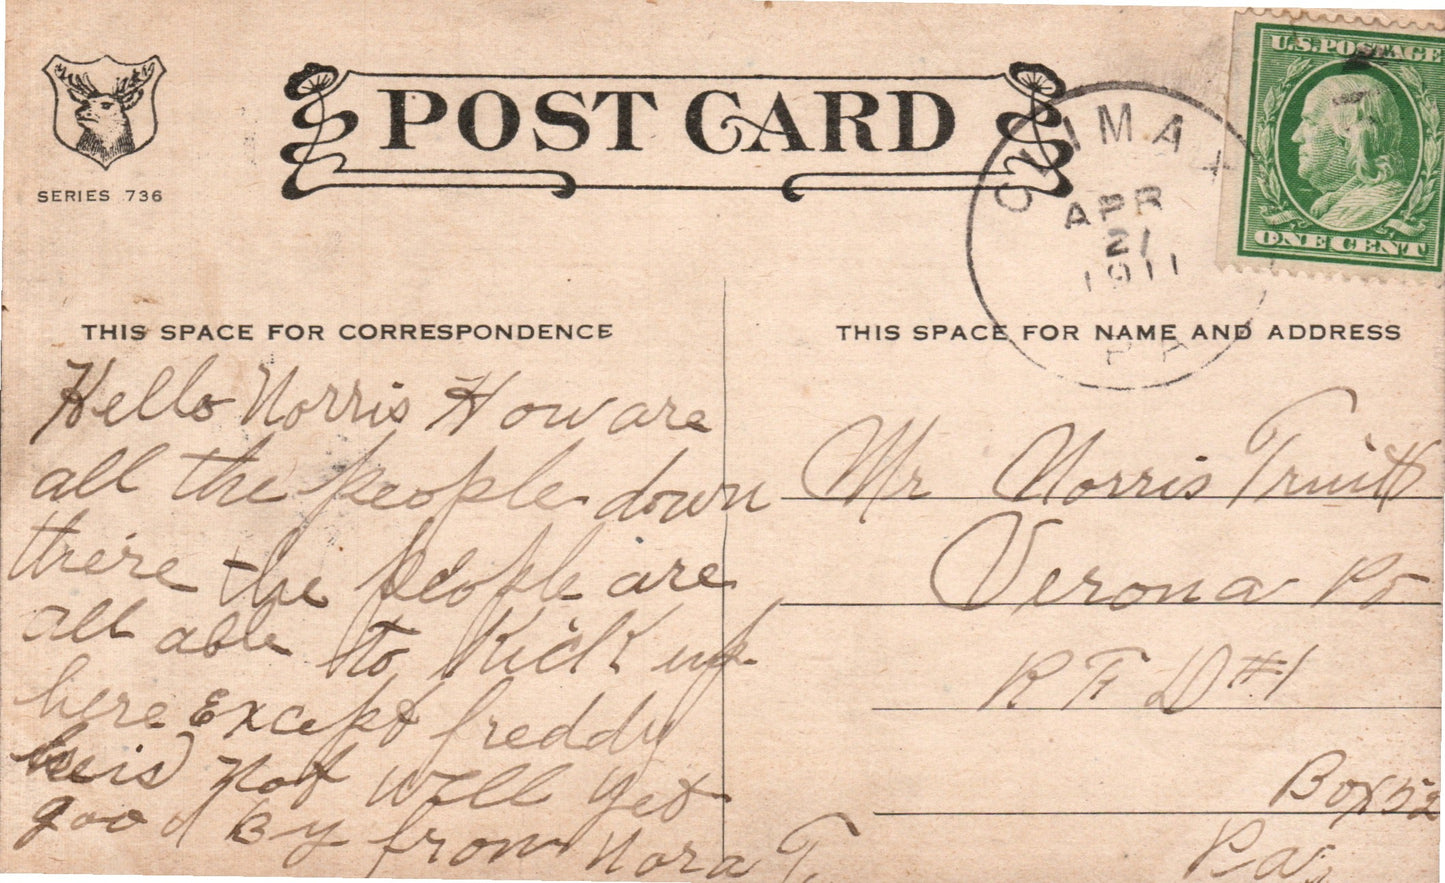 POST CARD
SERIES 736
U.S. POSTAGE
ONE CENT
CLIMAX
APR
21
1911
PA
THIS SPACE FOR CORRESPONDENCE
Hello Norris How are
all the people down
there the people are
all able to Kick up
here Except freddy
he is not well yet
good By from Nora T.
THIS SPACE FOR NAME AND ADDRESS
Mr Norris Truitt
Verona Po
R F D #1
Box 52
Pa,